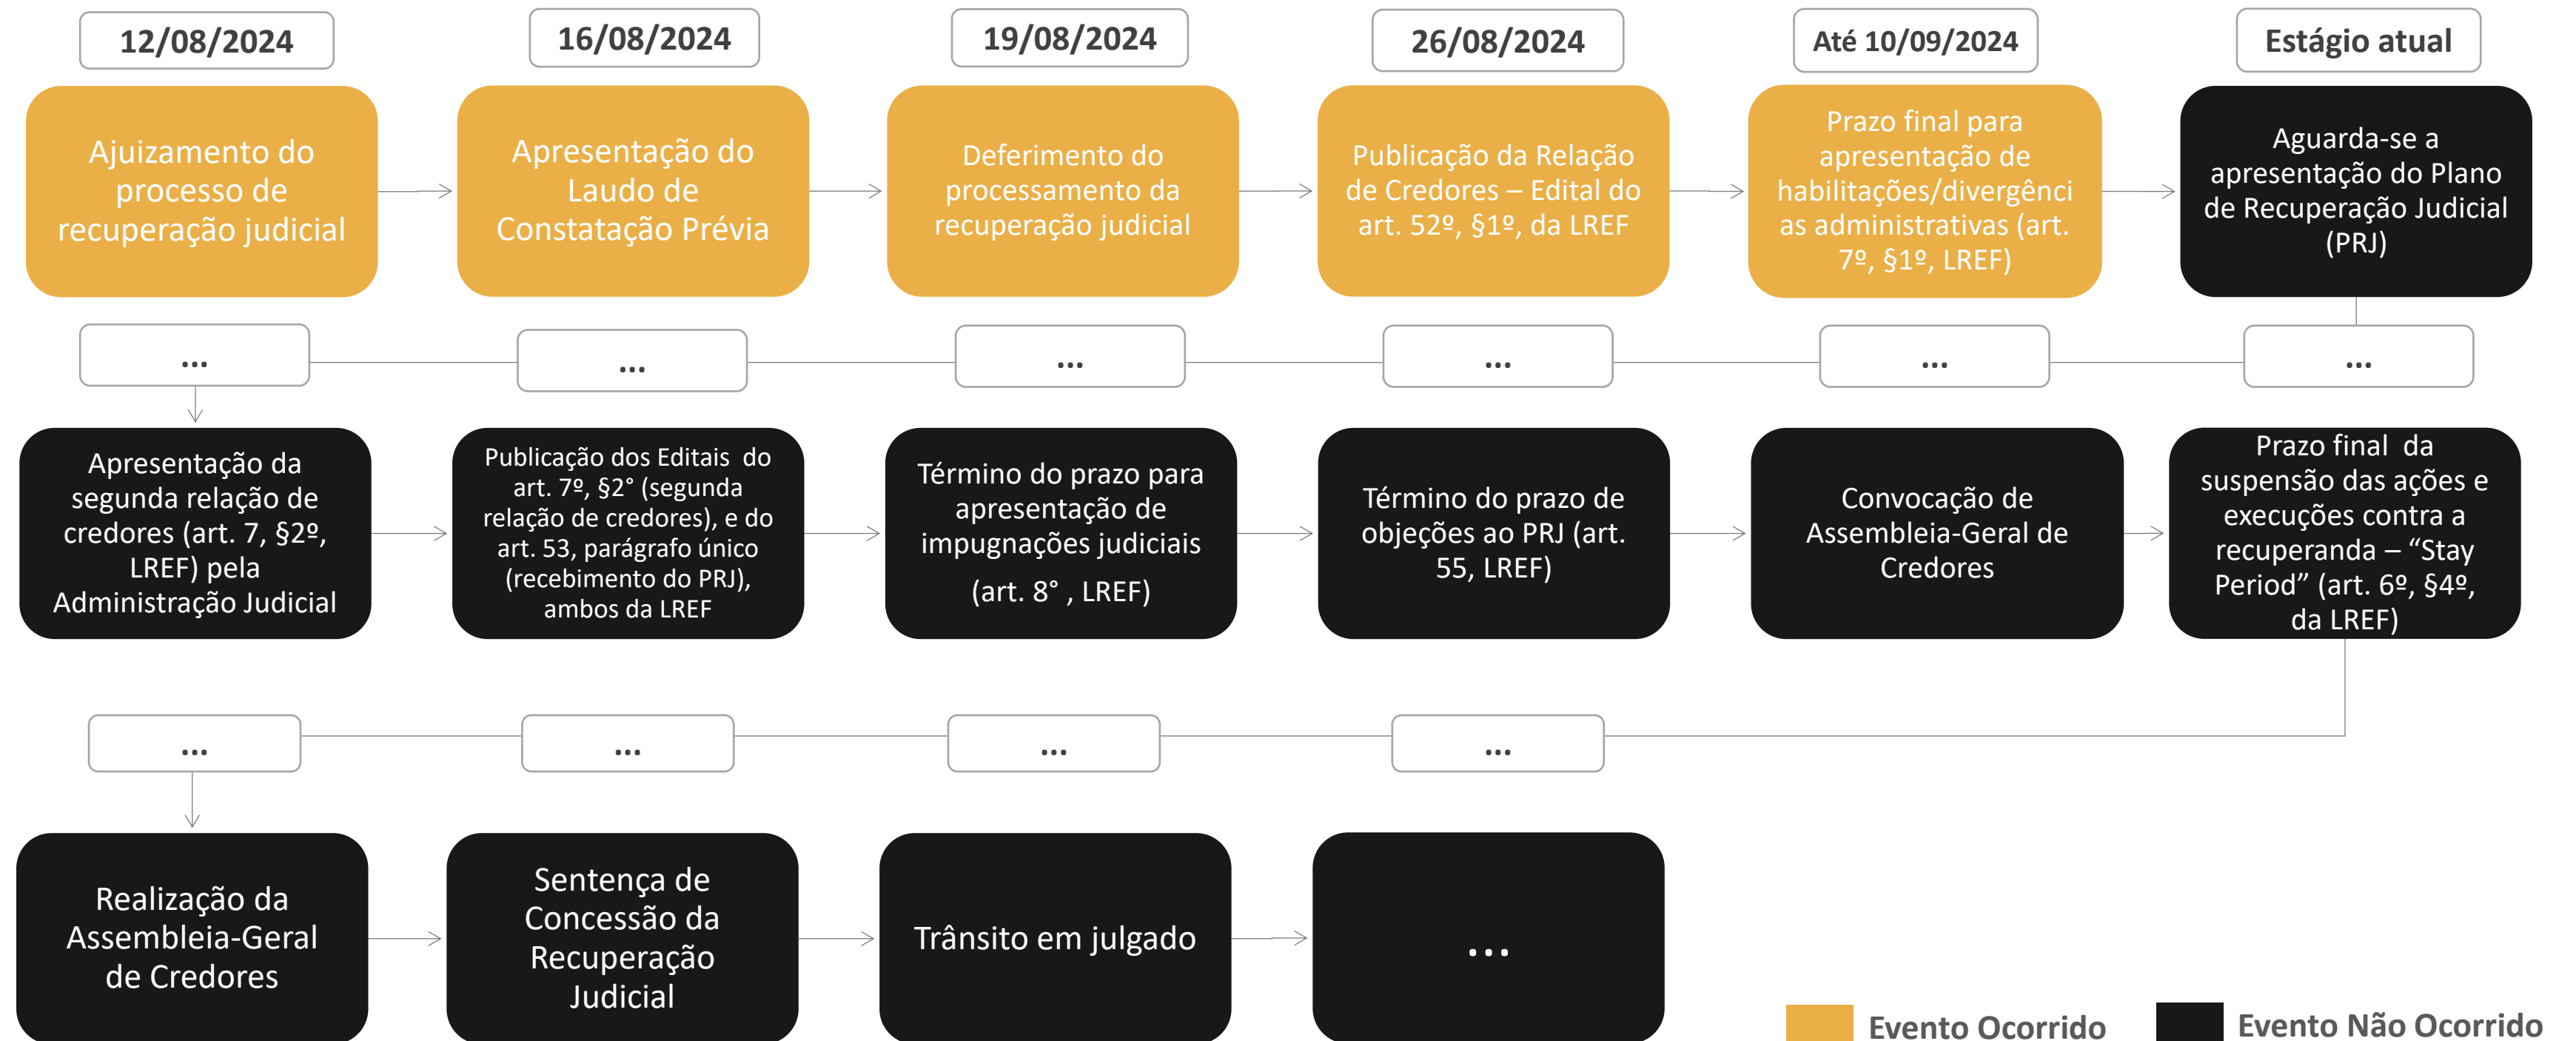 12/08/2024
16/08/2024
19/08/2024
26/08/2024
Até 10/09/2024
Estágio atual
Ajuizamento do
processo de
recuperação judicial
Apresentação do
Laudo de
Constatação Prévia
Deferimento do
processamento da
recuperação judicial
Publicação da Relação
de Credores – Edital do
art. 52º, §1º, da LREF
Prazo final para
apresentação de
habilitações/divergênci
as administrativas (art.
7º, §1º, LREF)
Aguarda-se a
apresentação do Plano
de Recuperação Judicial
(PRJ)
...
...
...
...
...
...
Apresentação da
segunda relação de
credores (art. 7, §2º,
LREF) pela
Administração Judicial
Publicação dos Editais  do
art. 7º, §2° (segunda
relação de credores), e do
art. 53, parágrafo único
(recebimento do PRJ),
ambos da LREF
Término do prazo para
apresentação de
impugnações judiciais
(art. 8° , LREF)
Término do prazo de
objeções ao PRJ (art.
55, LREF)
Convocação de
Assembleia-Geral de
Credores
Prazo final  da
suspensão das ações e
execuções contra a
recuperanda – “Stay
Period” (art. 6º, §4º,
da LREF)
...
...
...
...
Realização da
Assembleia-Geral
de Credores
Sentença de
Concessão da
Recuperação
Judicial
Trânsito em julgado
...
Evento Ocorrido
Evento Não Ocorrido